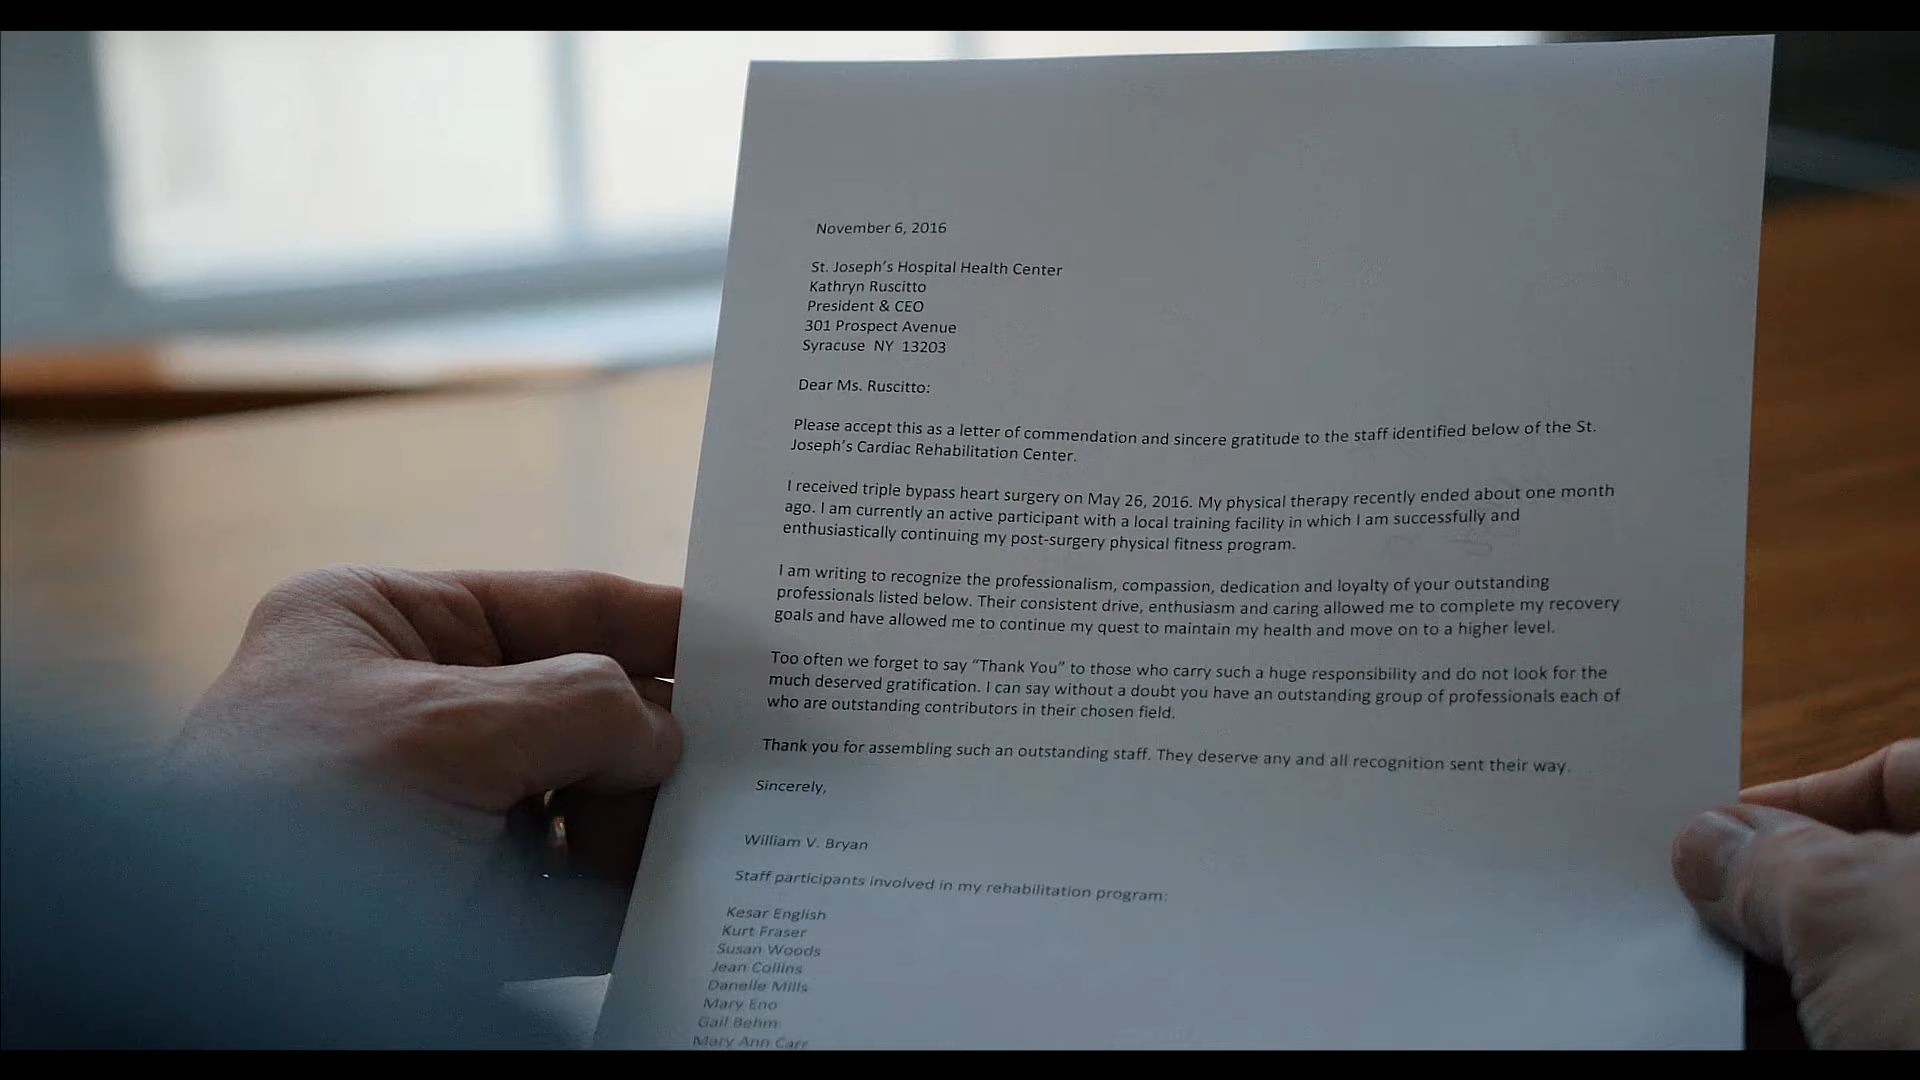 November 6, 2016
St. Joseph’s Hospital Health Center
Kathryn Ruscitto
President & CEO
301 Prospect Avenue
Syracuse  NY  13203
Dear Ms. Ruscitto:
Please accept this as a letter of commendation and sincere gratitude to the staff identified below of the St.
Joseph’s Cardiac Rehabilitation Center.
I received triple bypass heart surgery on May 26, 2016. My physical therapy recently ended about one month
ago. I am currently an active participant with a local training facility in which I am successfully and
enthusiastically continuing my post-surgery physical fitness program.
I am writing to recognize the professionalism, compassion, dedication and loyalty of your outstanding
professionals listed below. Their consistent drive, enthusiasm and caring allowed me to complete my recovery
goals and have allowed me to continue my quest to maintain my health and move on to a higher level.
Too often we forget to say “Thank You” to those who carry such a huge responsibility and do not look for the
much deserved gratification. I can say without a doubt you have an outstanding group of professionals each of
who are outstanding contributors in their chosen field.
Thank you for assembling such an outstanding staff. They deserve any and all recognition sent their way.
Sincerely,
William V. Bryan
Staff participants involved in my rehabilitation program:
Kesar English
Kurt Fraser
Susan Woods
Jean Collins
Danelle Mills
Mary Eno
Gail Behm
Mary Ann Carr